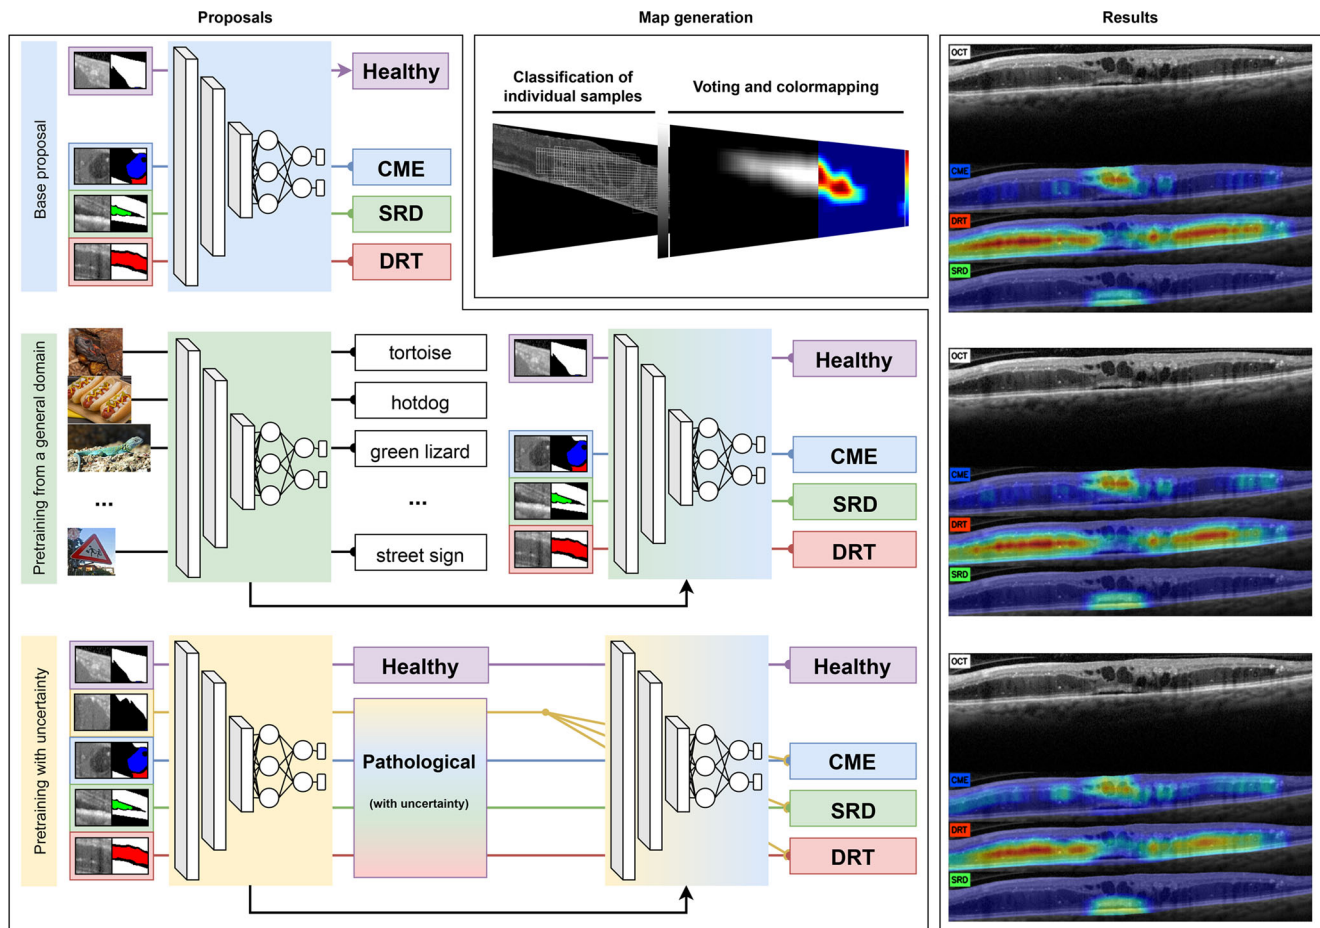 Proposals
Map generation
Results
Base proposal
Healthy
CME
SRD
DRT
Classification of
individual samples
Voting and colormapping
OCT
CME
DRT
SRD
Pretraining from a general domain
tortoise
hotdog
green lizard
...
...
street sign
Healthy
CME
SRD
DRT
OCT
CME
DRT
SRD
Pretraining with uncertainty
Healthy
Pathological
(with uncertainty)
Healthy
CME
SRD
DRT
OCT
CME
DRT
SRD